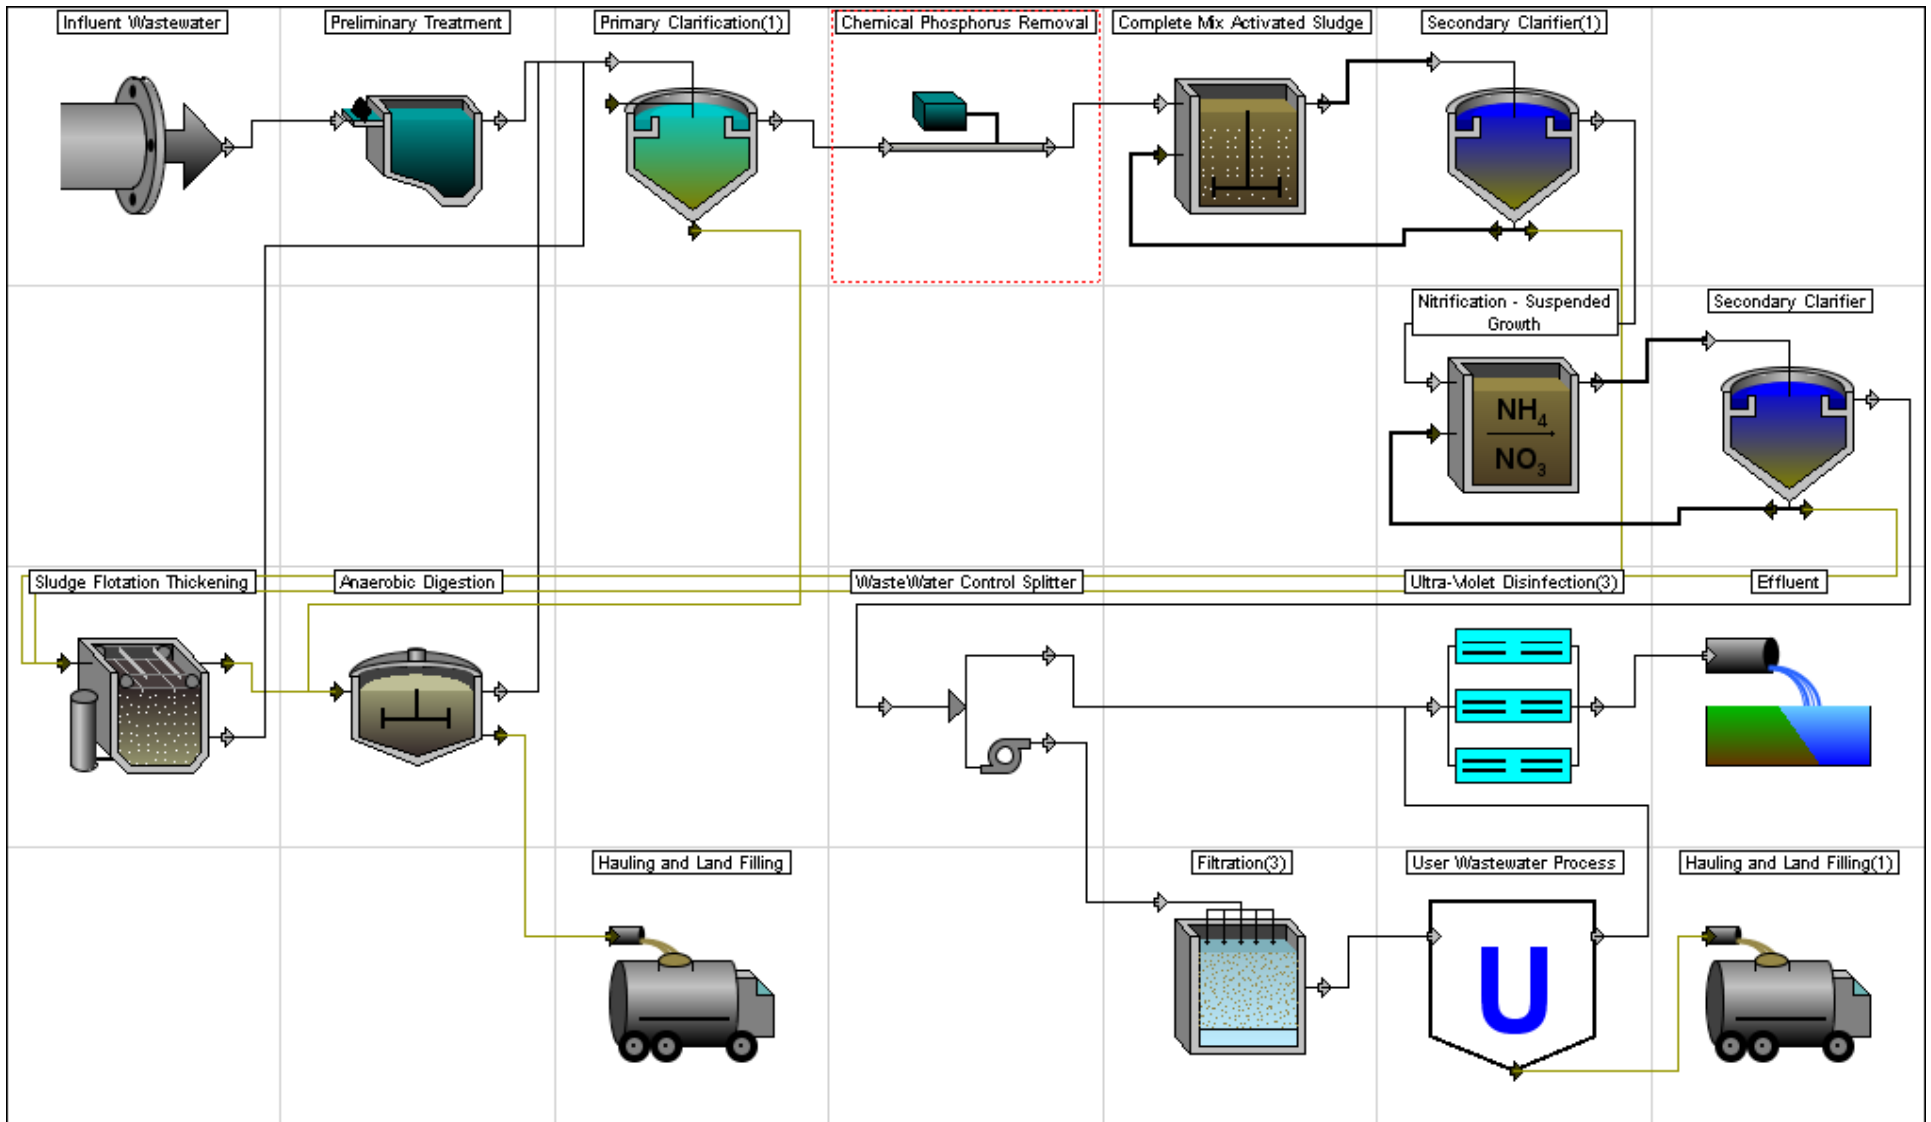 Influent Wastewater
Preliminary Treatment
Primary Clarification(1)
Chemical Phosphorus Removal
Complete Mix Activated Sludge
Secondary Clarifier(1)
Nitrification - Suspended
Growth
Secondary Clarifier
NH4
NO3
Sludge Flotation Thickening
Anaerobic Digestion
WasteWater Control Splitter
Ultra-Violet Disinfection(3)
Effluent
Hauling and Land Filling
Filtration(3)
User Wastewater Process
Hauling and Land Filling(1)
U